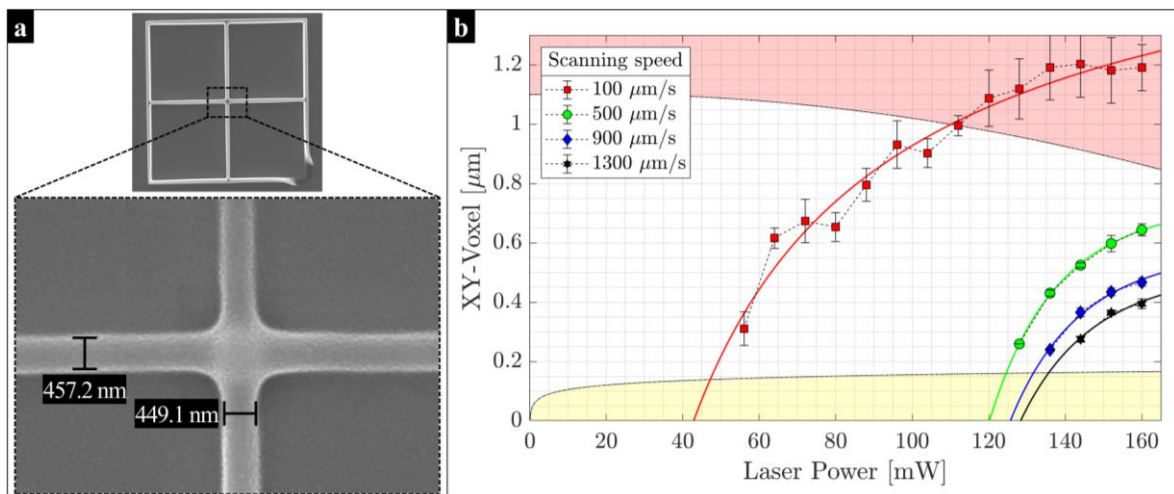 a
457.2 nm
449.1 nm
b
Scanning speed
100 μm/s
500 μm/s
900 μm/s
1300 μm/s
1.2
1
0.8
0.6
0.4
0.2
0
XY-Voxel [μm]
0 20 40 60 80 100 120 140 160
Laser Power [mW]